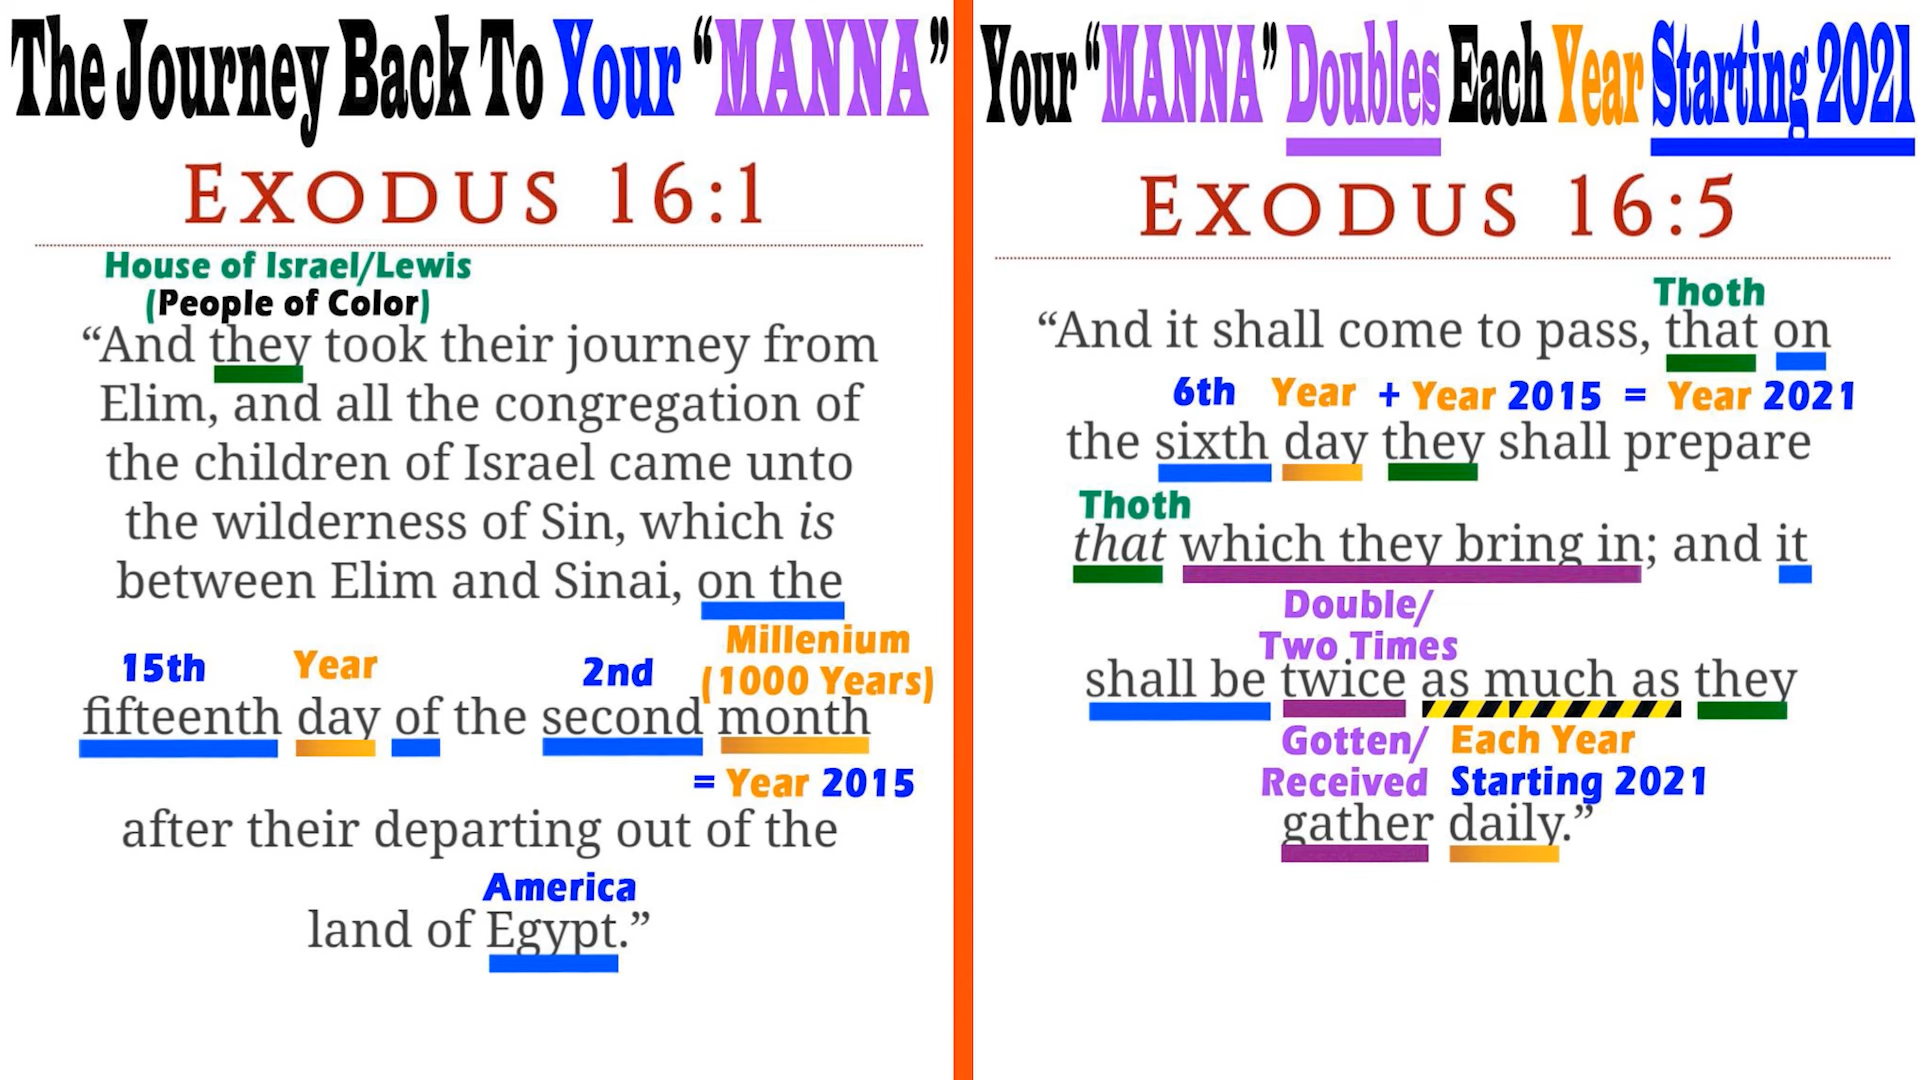 The Journey Back To Your “MANNA”
EXODUS 16:1
House of Israel/Lewis
(People of Color)
“And they took their journey from
Elim, and all the congregation of
the children of Israel came unto
the wilderness of Sin, which is
between Elim and Sinai, on the
Millenium
15th Year 2nd (1000 Years)
fifteenth day of the second month
= Year 2015
after their departing out of the
America
land of Egypt.”
Your “MANNA” Doubles Each Year Starting 2021
EXODUS 16:5
Thoth
“And it shall come to pass, that on
6th Year + Year 2015 = Year 2021
the sixth day they shall prepare
Thoth
that which they bring in; and it
Double/
Two Times
shall be twice as much as they
Gotten/ Each Year
Received Starting 2021
gather daily.”